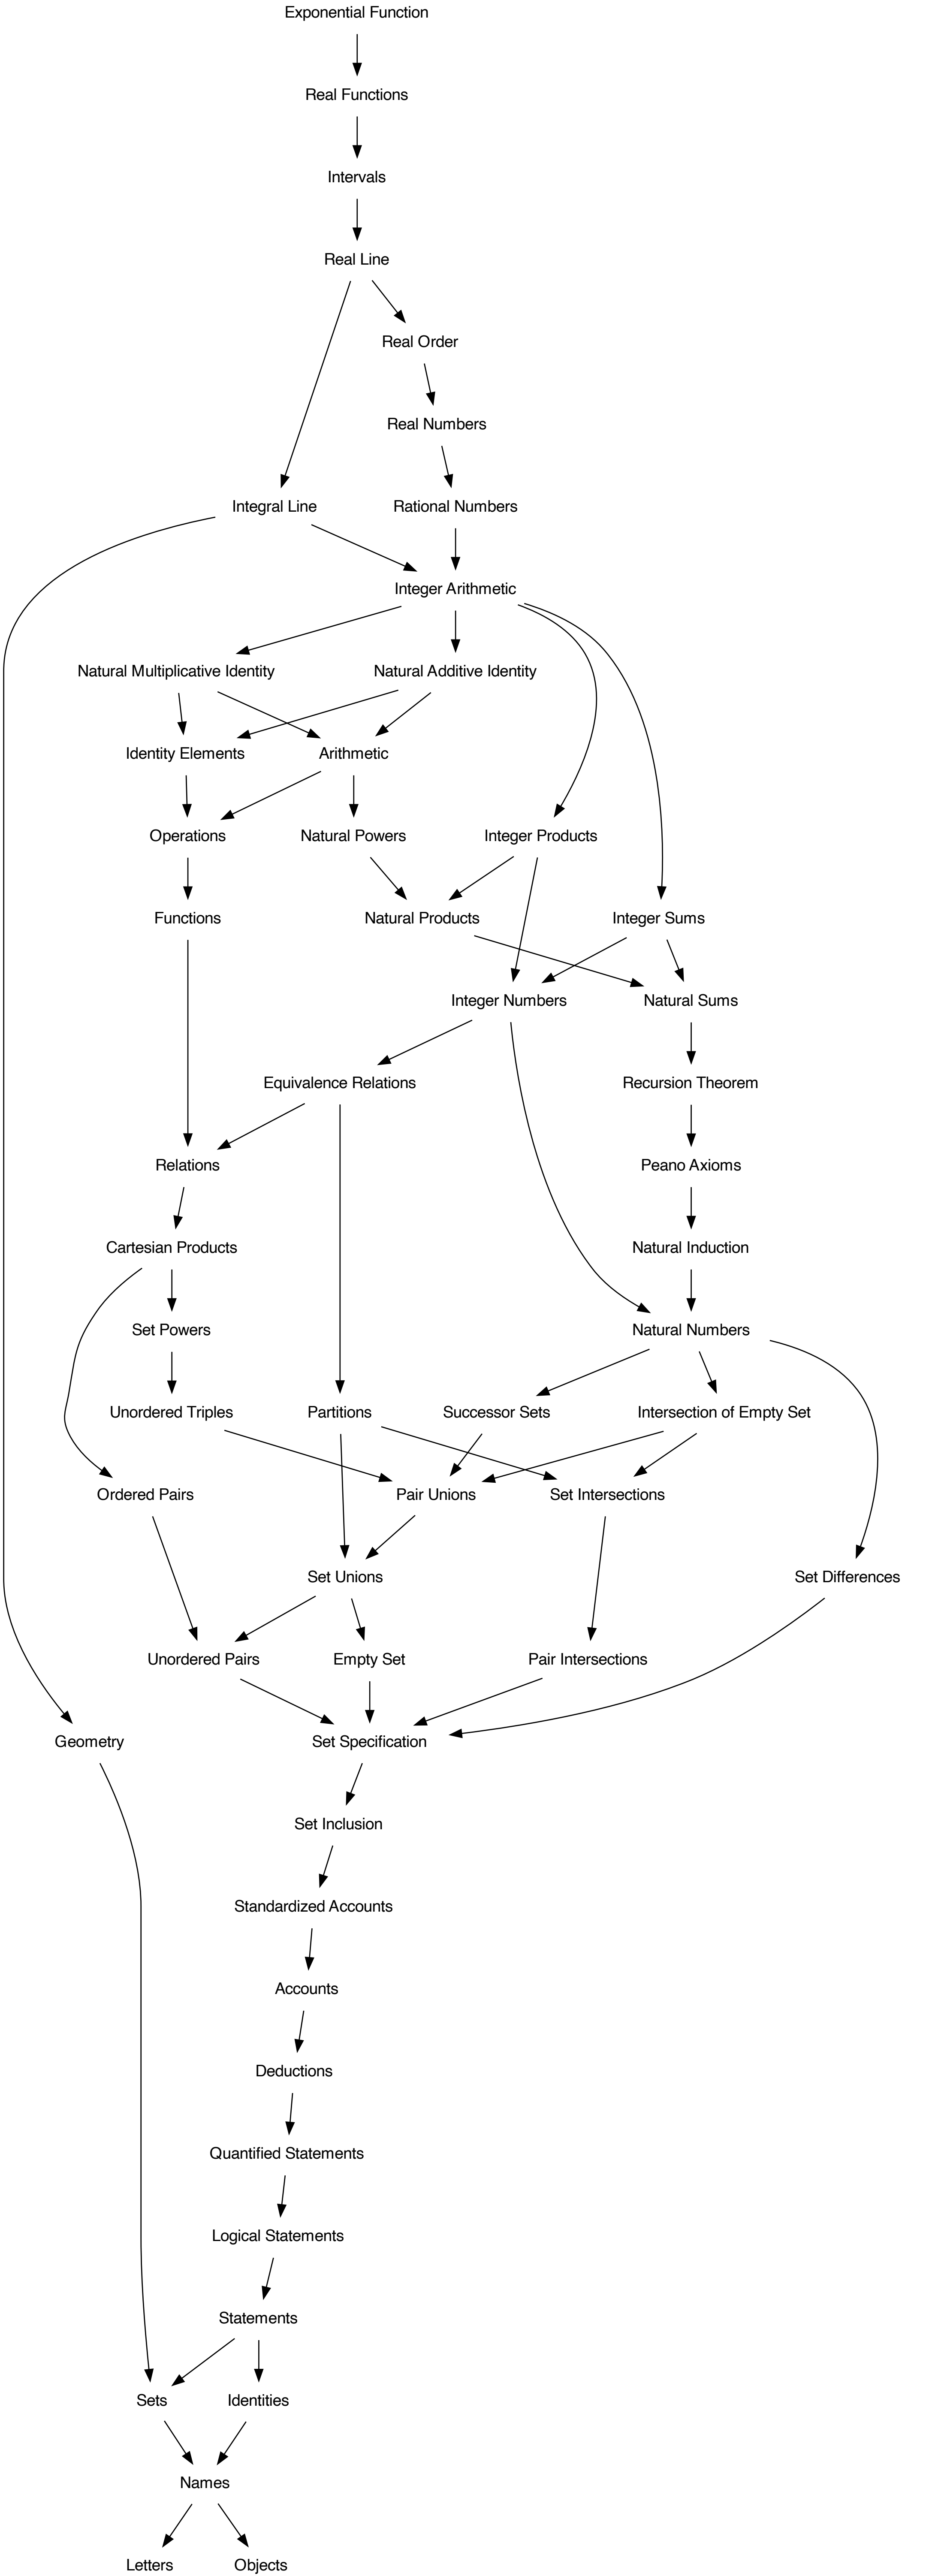 Exponential Function
Real Functions
Intervals
Real Line
Real Order
Real Numbers
Integral Line
Rational Numbers
Integer Arithmetic
Natural Multiplicative Identity
Natural Additive Identity
Identity Elements
Arithmetic
Operations
Natural Powers
Integer Products
Functions
Natural Products
Integer Sums
Integer Numbers
Natural Sums
Equivalence Relations
Recursion Theorem
Relations
Peano Axioms
Cartesian Products
Natural Induction
Set Powers
Natural Numbers
Unordered Triples
Partitions
Successor Sets
Intersection of Empty Set
Ordered Pairs
Pair Unions
Set Intersections
Set Unions
Set Differences
Unordered Pairs
Empty Set
Pair Intersections
Geometry
Set Specification
Set Inclusion
Standardized Accounts
Accounts
Deductions
Quantified Statements
Logical Statements
Statements
Sets
Identities
Names
Letters
Objects